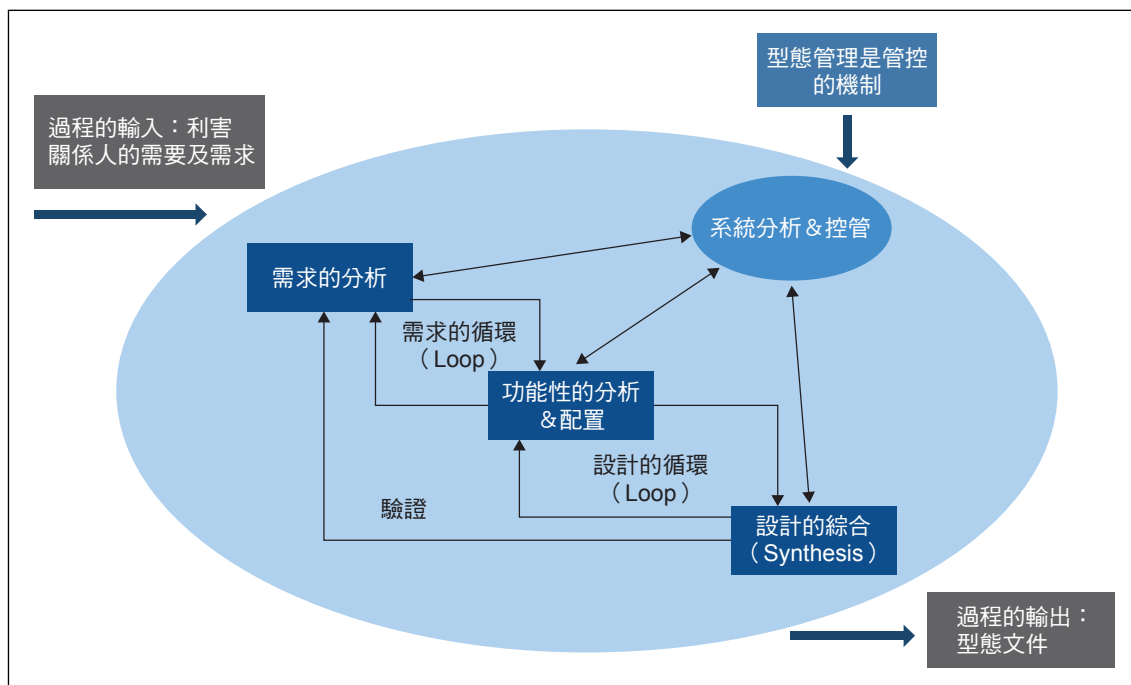 型態管理是管控
的機制
過程的輸入：利害
關係人的需要及需求
系統分析＆控管
需求的分析
需求的循環
（Loop）
功能性的分析
＆配置
設計的循環
（Loop）
驗證
設計的綜合
（Synthesis）
過程的輸出：
型態文件